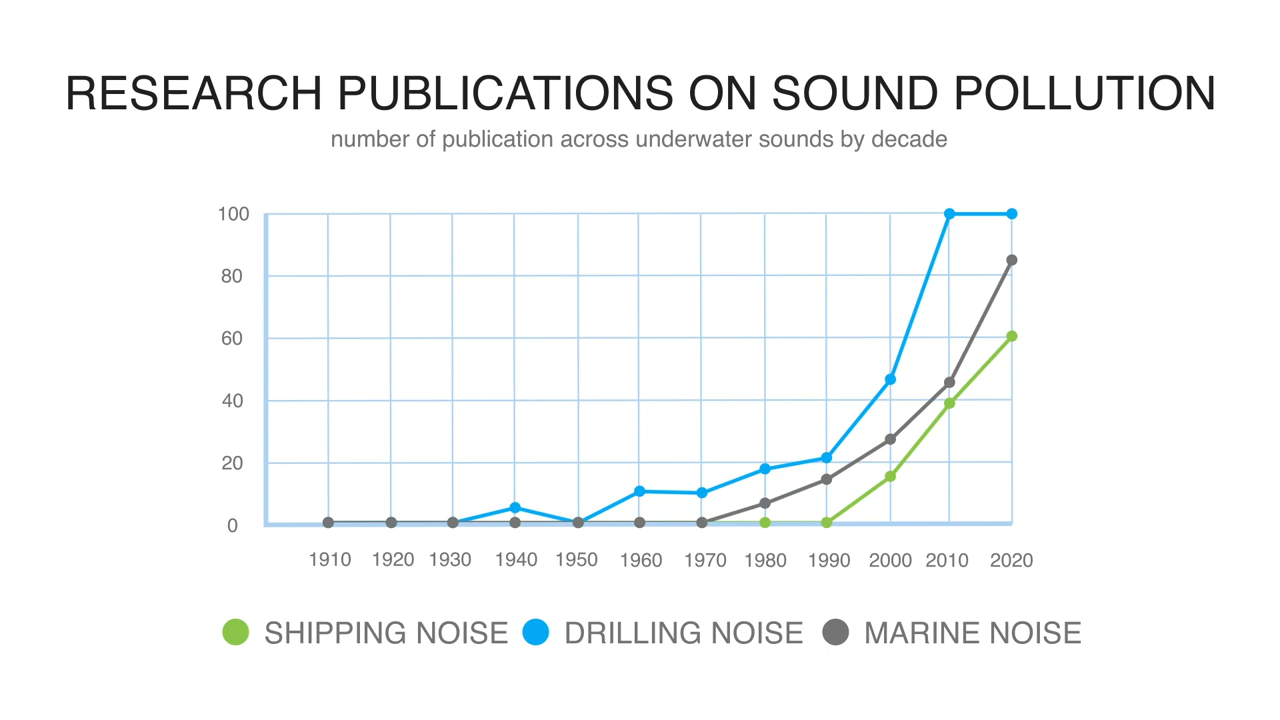 RESEARCH PUBLICATIONS ON SOUND POLLUTION
number of publication across underwater sounds by decade
100
80
60
40
20
0
1910 1920 1930 1940 1950 1960 1970 1980 1990 2000 2010 2020
SHIPPING NOISE DRILLING NOISE MARINE NOISE